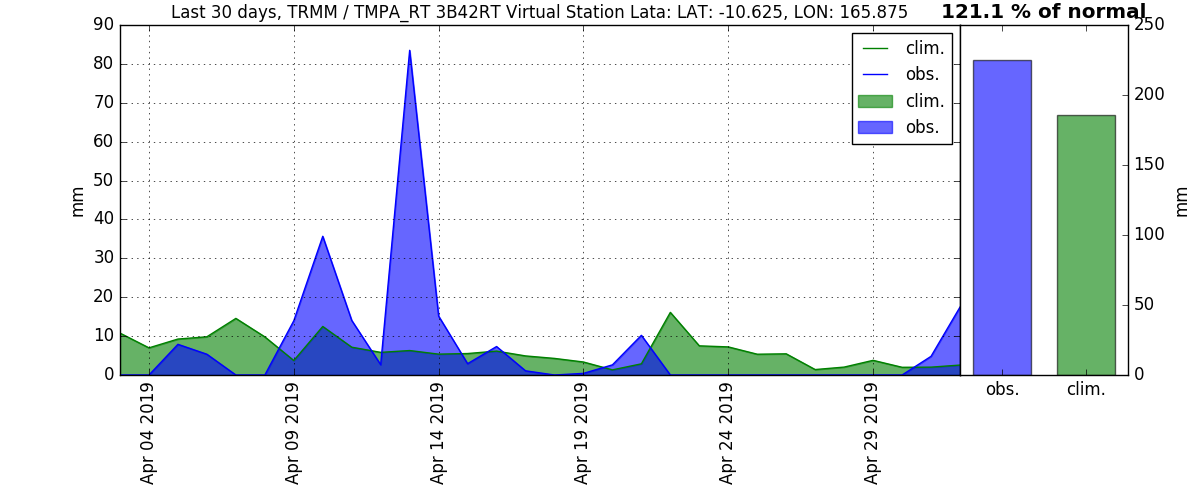 Last 30 days, TRMM / TMPA_RT 3B42RT Virtual Station Lata: LAT: -10.625, LON: 165.875
121.1 % of normal
90
80
70
60
50
40
30
20
10
0
mm
clim.
obs.
clim.
obs.
Apr 04 2019
Apr 09 2019
Apr 14 2019
Apr 19 2019
Apr 24 2019
Apr 29 2019
250
200
150
100
50
0
mm
obs.
clim.